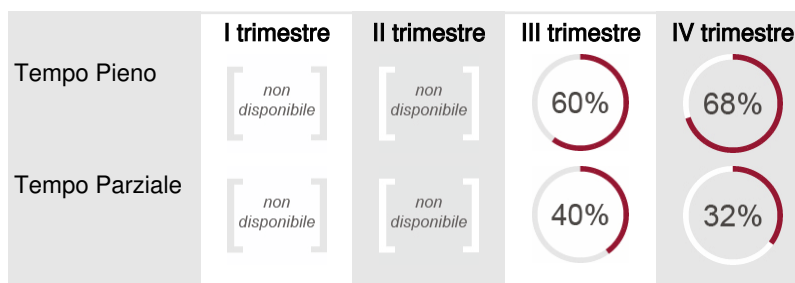 I trimestre II trimestre III trimestre IV trimestre
Tempo Pieno
non disponibile
non disponibile
60%
68%
Tempo Parziale
non disponibile
non disponibile
40%
32%